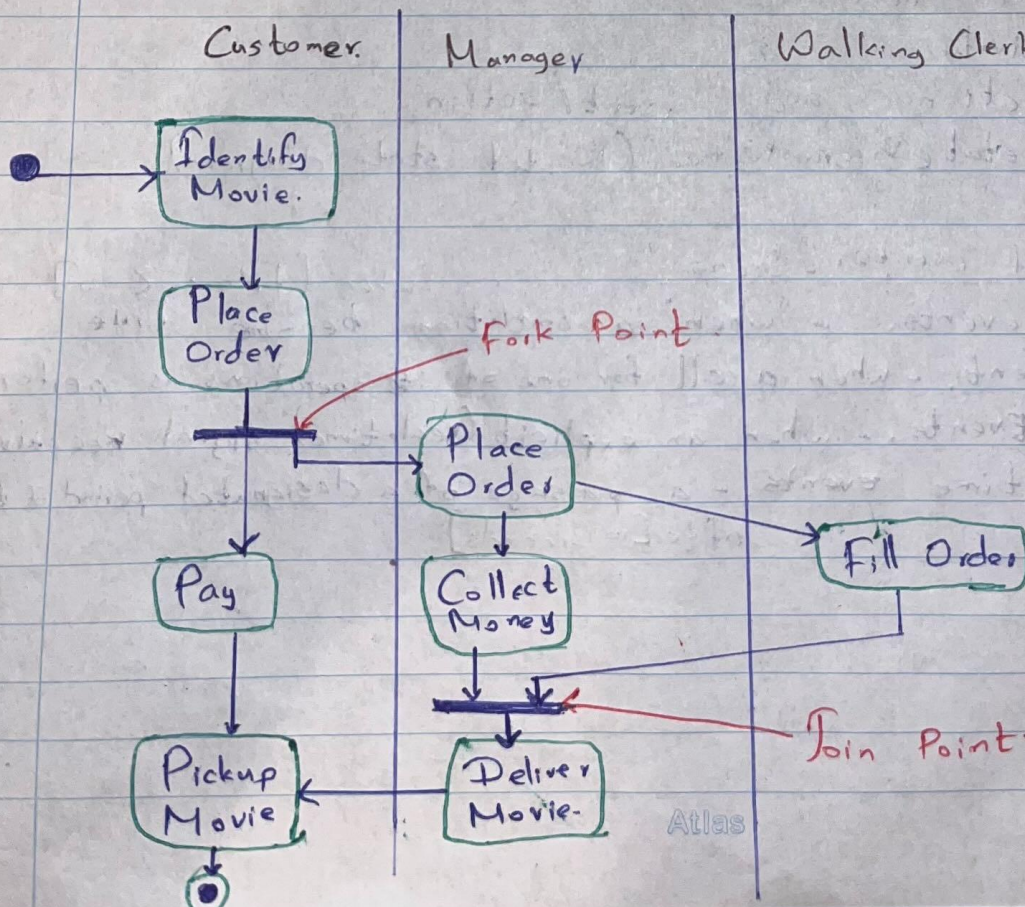 Customer.
Manager
Walking Clerk
Identify
Movie.
Place
Order
Fork Point
Place
Order
Fill Order
Pay
Collect
Money
Join Point
Pickup
Movie
Deliver
Movie.
Atlas